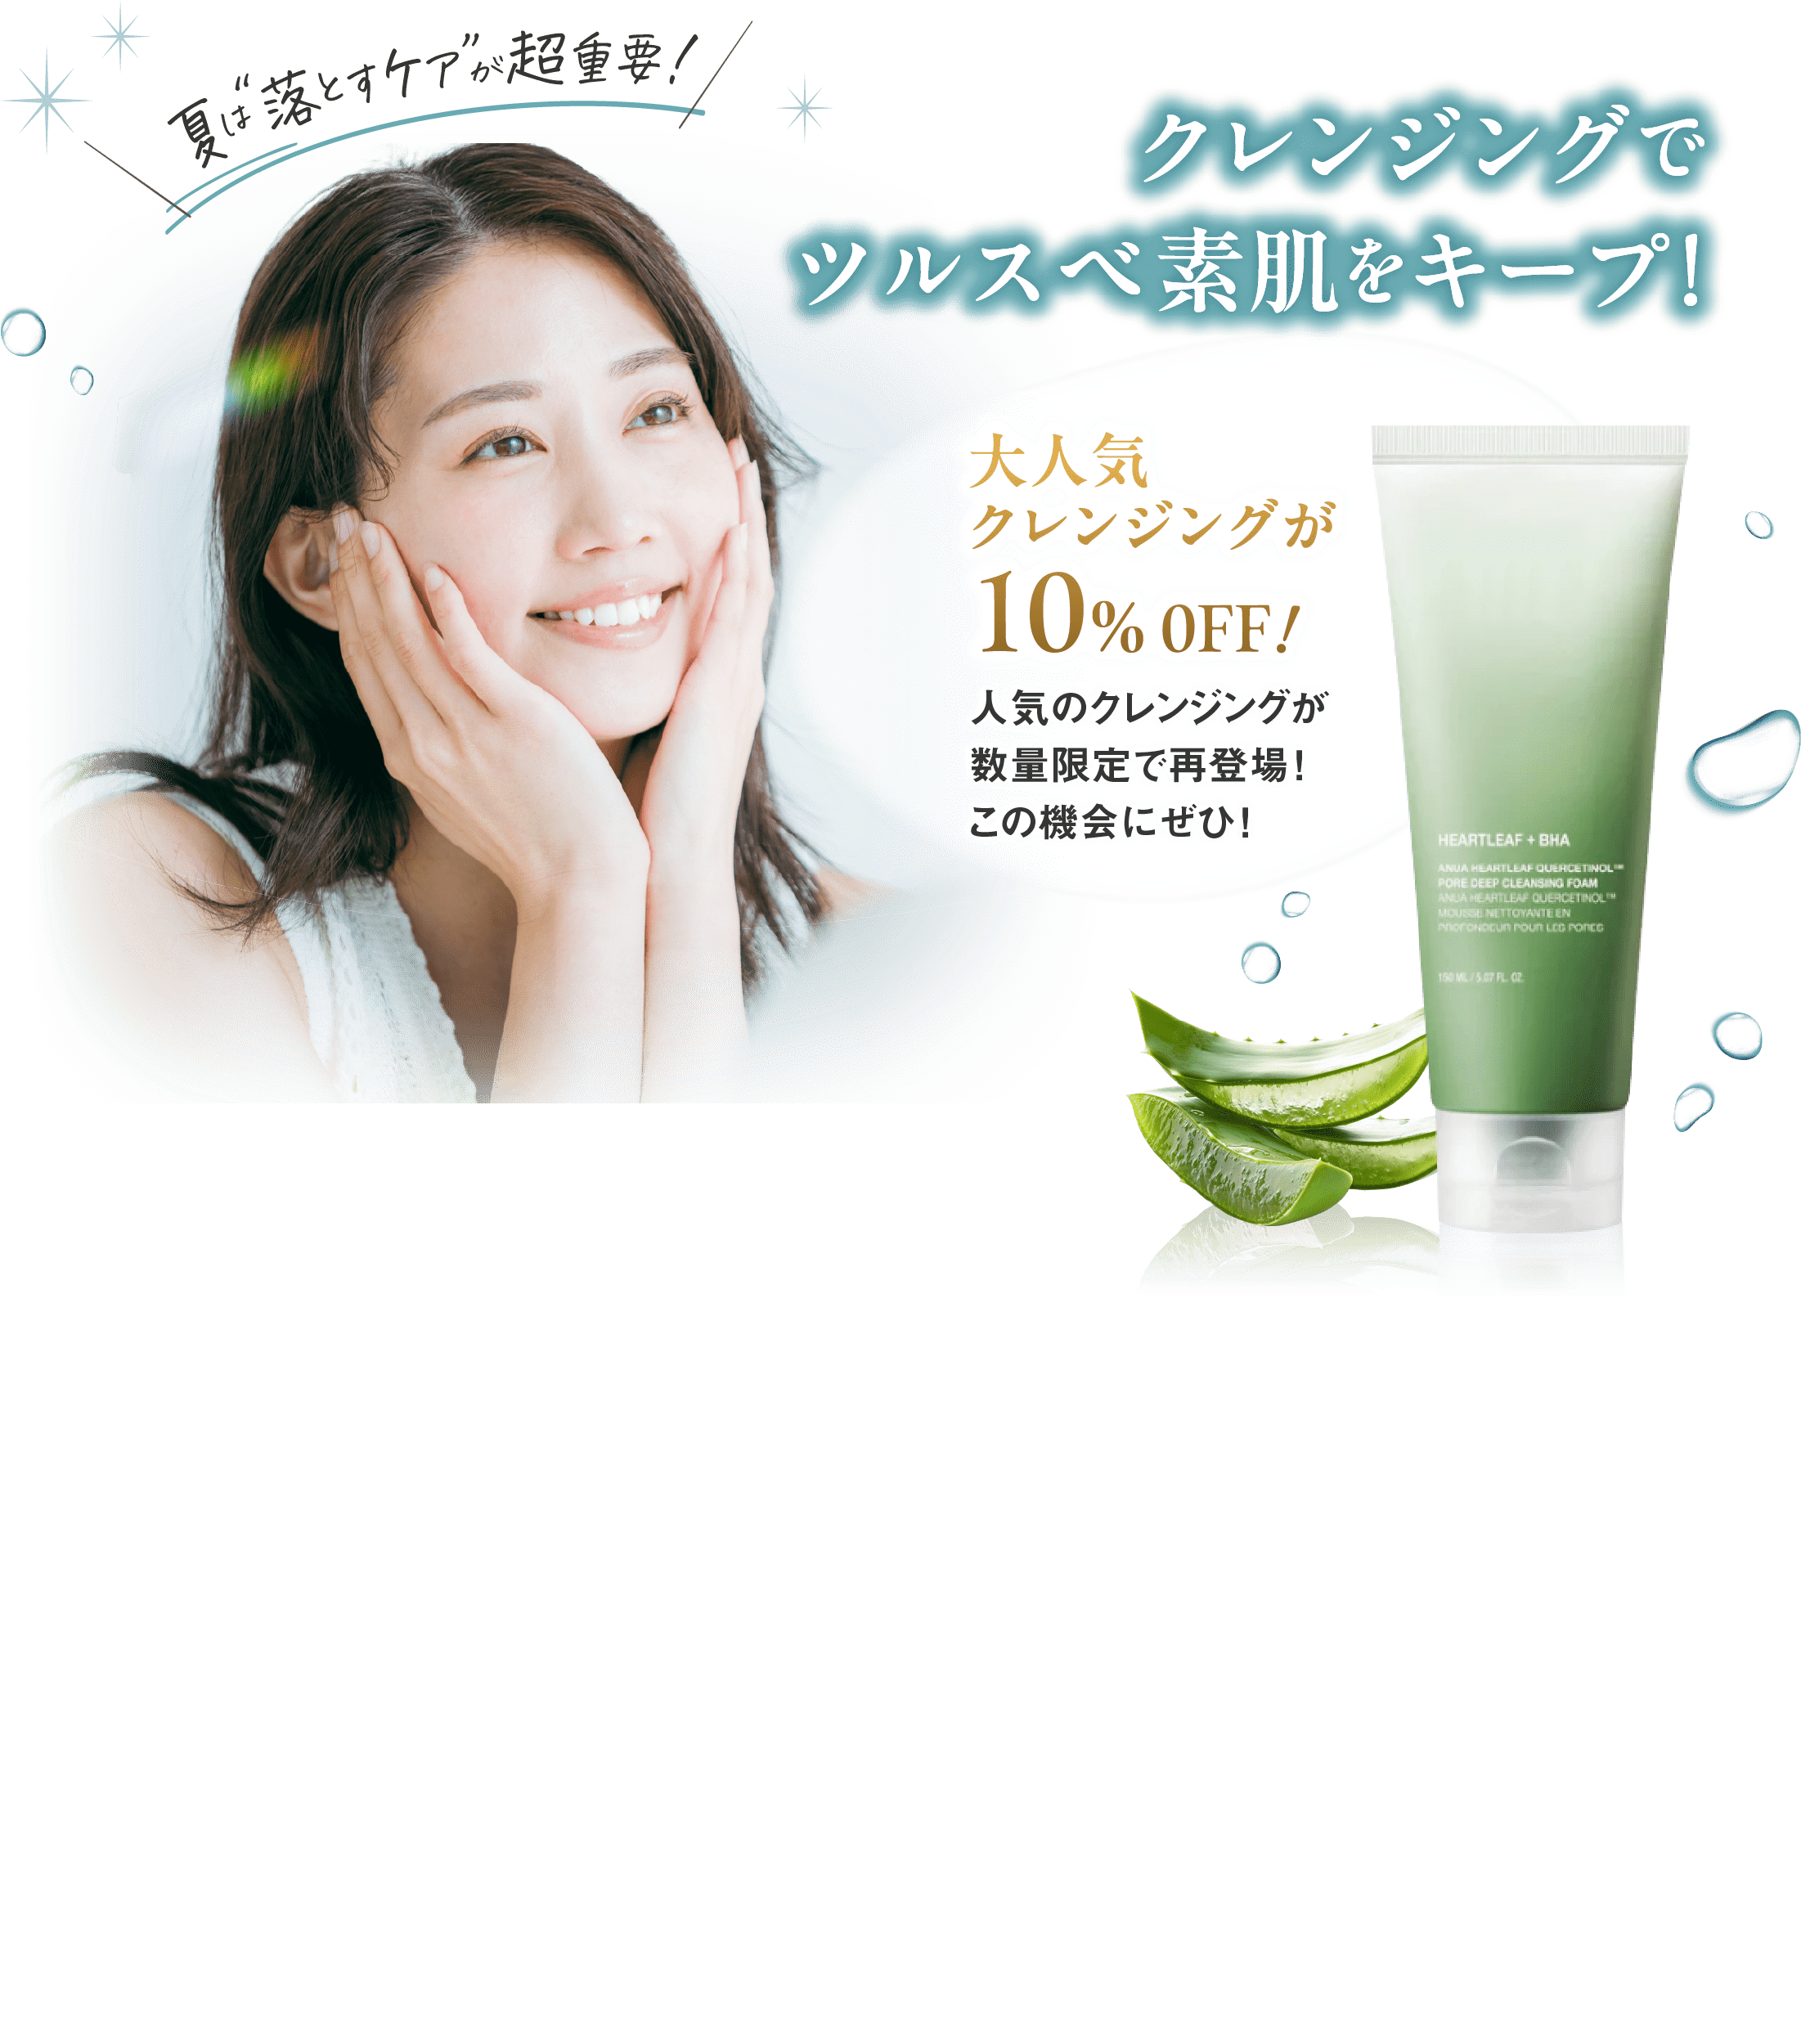 夏は“落とすケア”が超重要！
クレンジングで
ツルスベ素肌をキープ！
大人気
クレンジングが
10% OFF！
人気のクレンジングが
数量限定で再登場！
この機会にぜひ！
HEARTLEAF + BHA
ANUA HEARTLEAF QUERCETINOL™
PORE DEEP CLEANSING FOAM
ANUA HEARTLEAF QUERCETINOL™
MOUSSE NETTOYANTE EN
PROFONDEUR POUR LES PORES
150 ML / 5.07 FL. OZ.